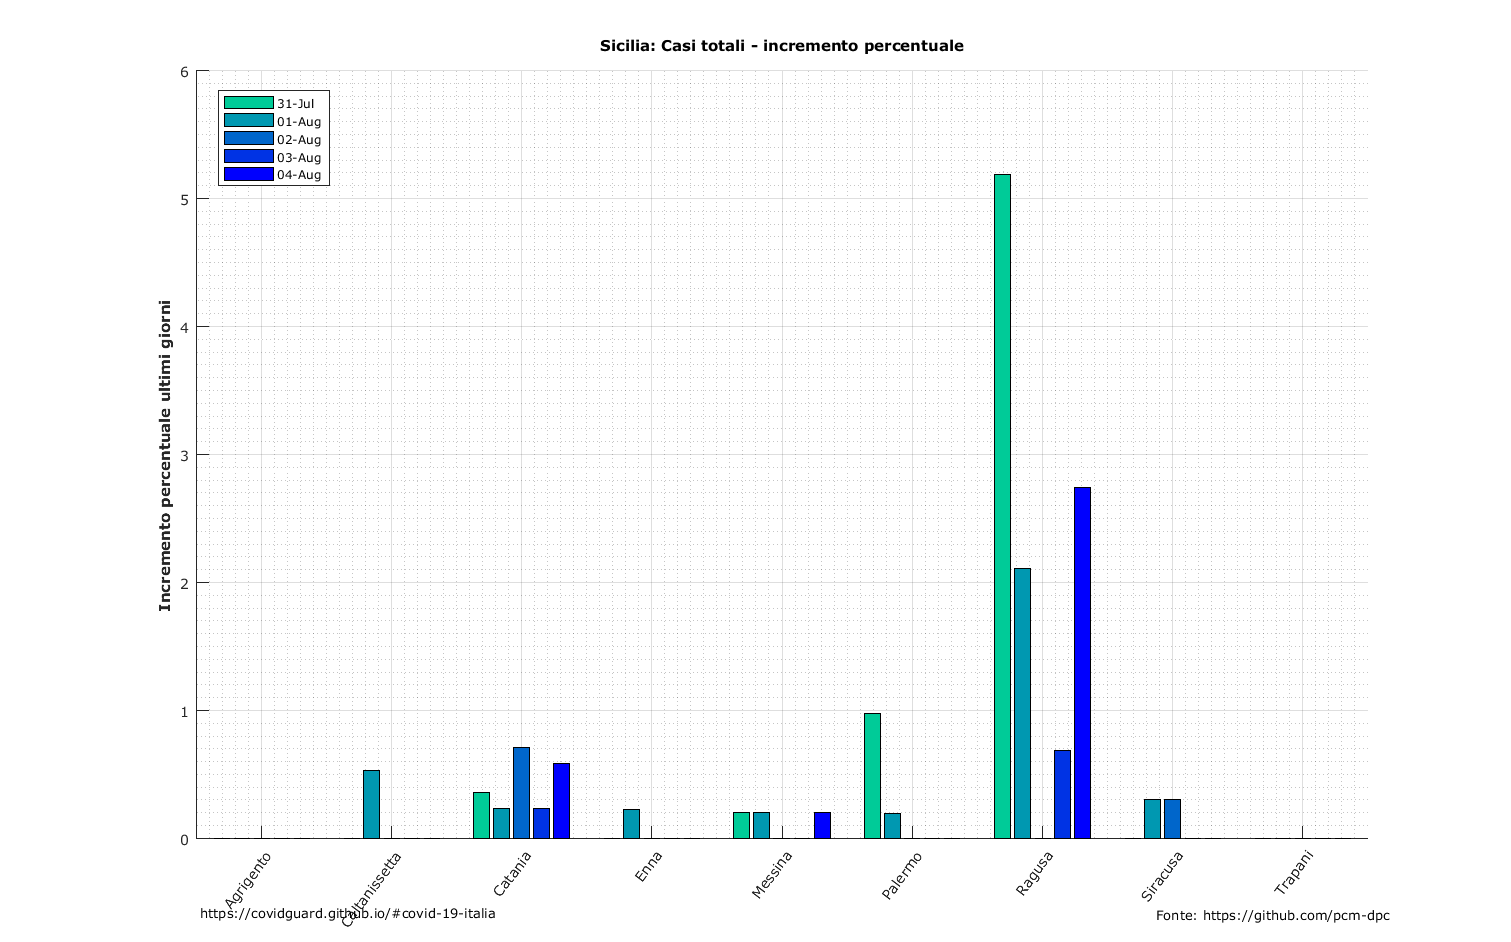 Sicilia: Casi totali - incremento percentuale
31-Jul
01-Aug
02-Aug
03-Aug
04-Aug
Incremento percentuale ultimi giorni
6
5
4
3
2
1
0
Agrigento
Caltanissetta
Catania
Enna
Messina
Palermo
Ragusa
Siracusa
Trapani
https://covidguard.github.io/#covid-19-italia
Fonte: https://github.com/pcm-dpc